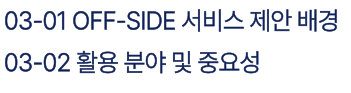 03-01 OFF-SIDE 서비스 제안 배경
03-02 활용 분야 및 중요성